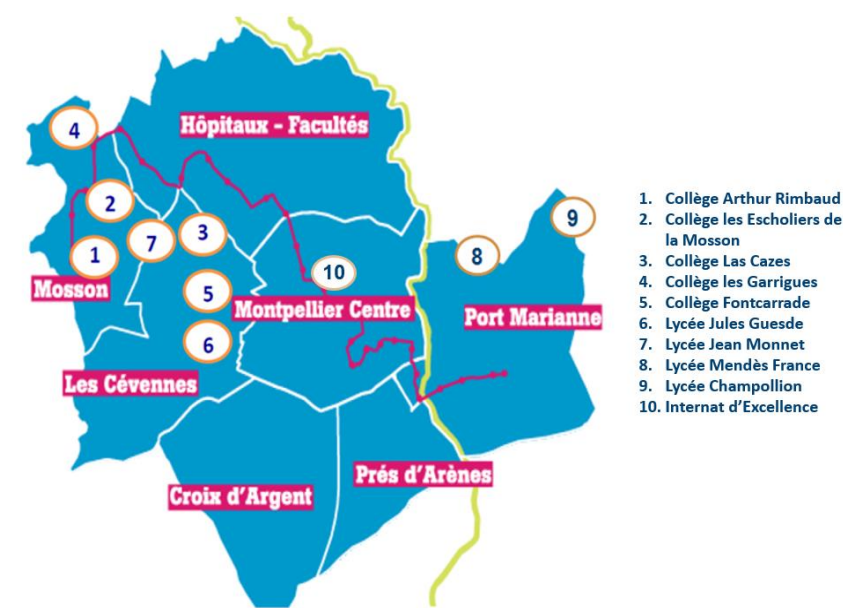 Hôpitaux - Facultés
4
2
3
7
9
1
8
10
Mosson
5
Montpellier Centre
Port Marianne
6
Les Cévennes
Prés d'Arènes
Croix d'Argent
1. Collège Arthur Rimbaud
2. Collège les Escholiers de
la Mosson
3. Collège Las Cazes
4. Collège les Garrigues
5. Collège Fontcarrade
6. Lycée Jules Guesde
7. Lycée Jean Monnet
8. Lycée Mendès France
9. Lycée Champollion
10. Internat d'Excellence